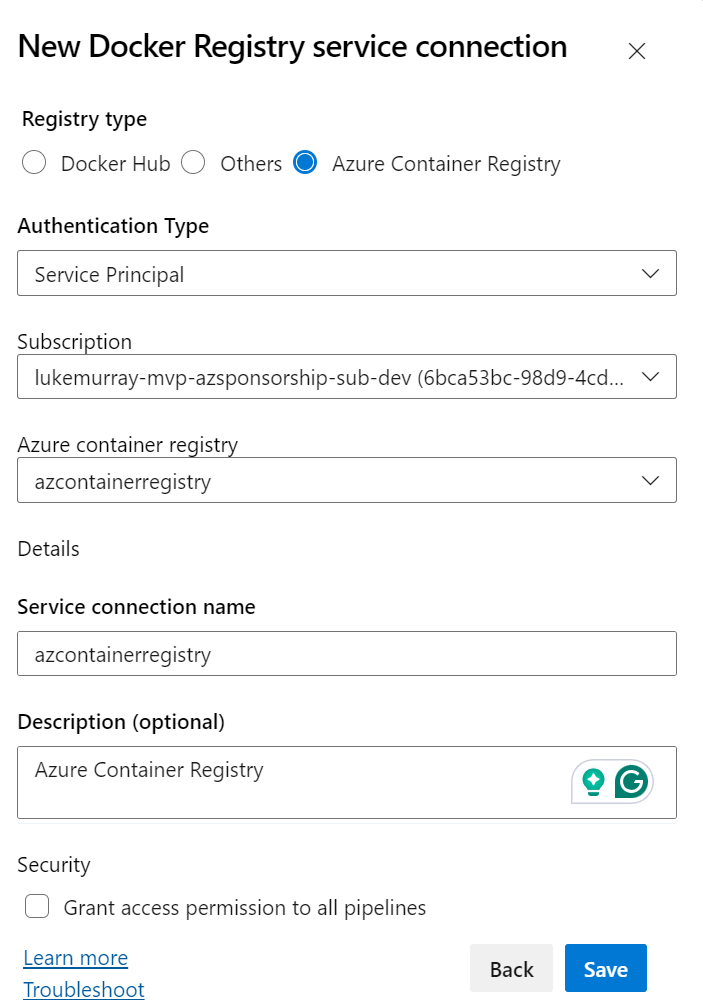 New Docker Registry service connection
Registry type
Docker Hub Others Azure Container Registry
Authentication Type
Service Principal
Subscription
lukemurray-mvp-azsponsorship-sub-dev (6bca53bc-98d9-4cd...
Azure container registry
azcontainerregistry
Details
Service connection name
azcontainerregistry
Description (optional)
Azure Container Registry
Security
Grant access permission to all pipelines
Learn more
Back Save
Troubleshoot